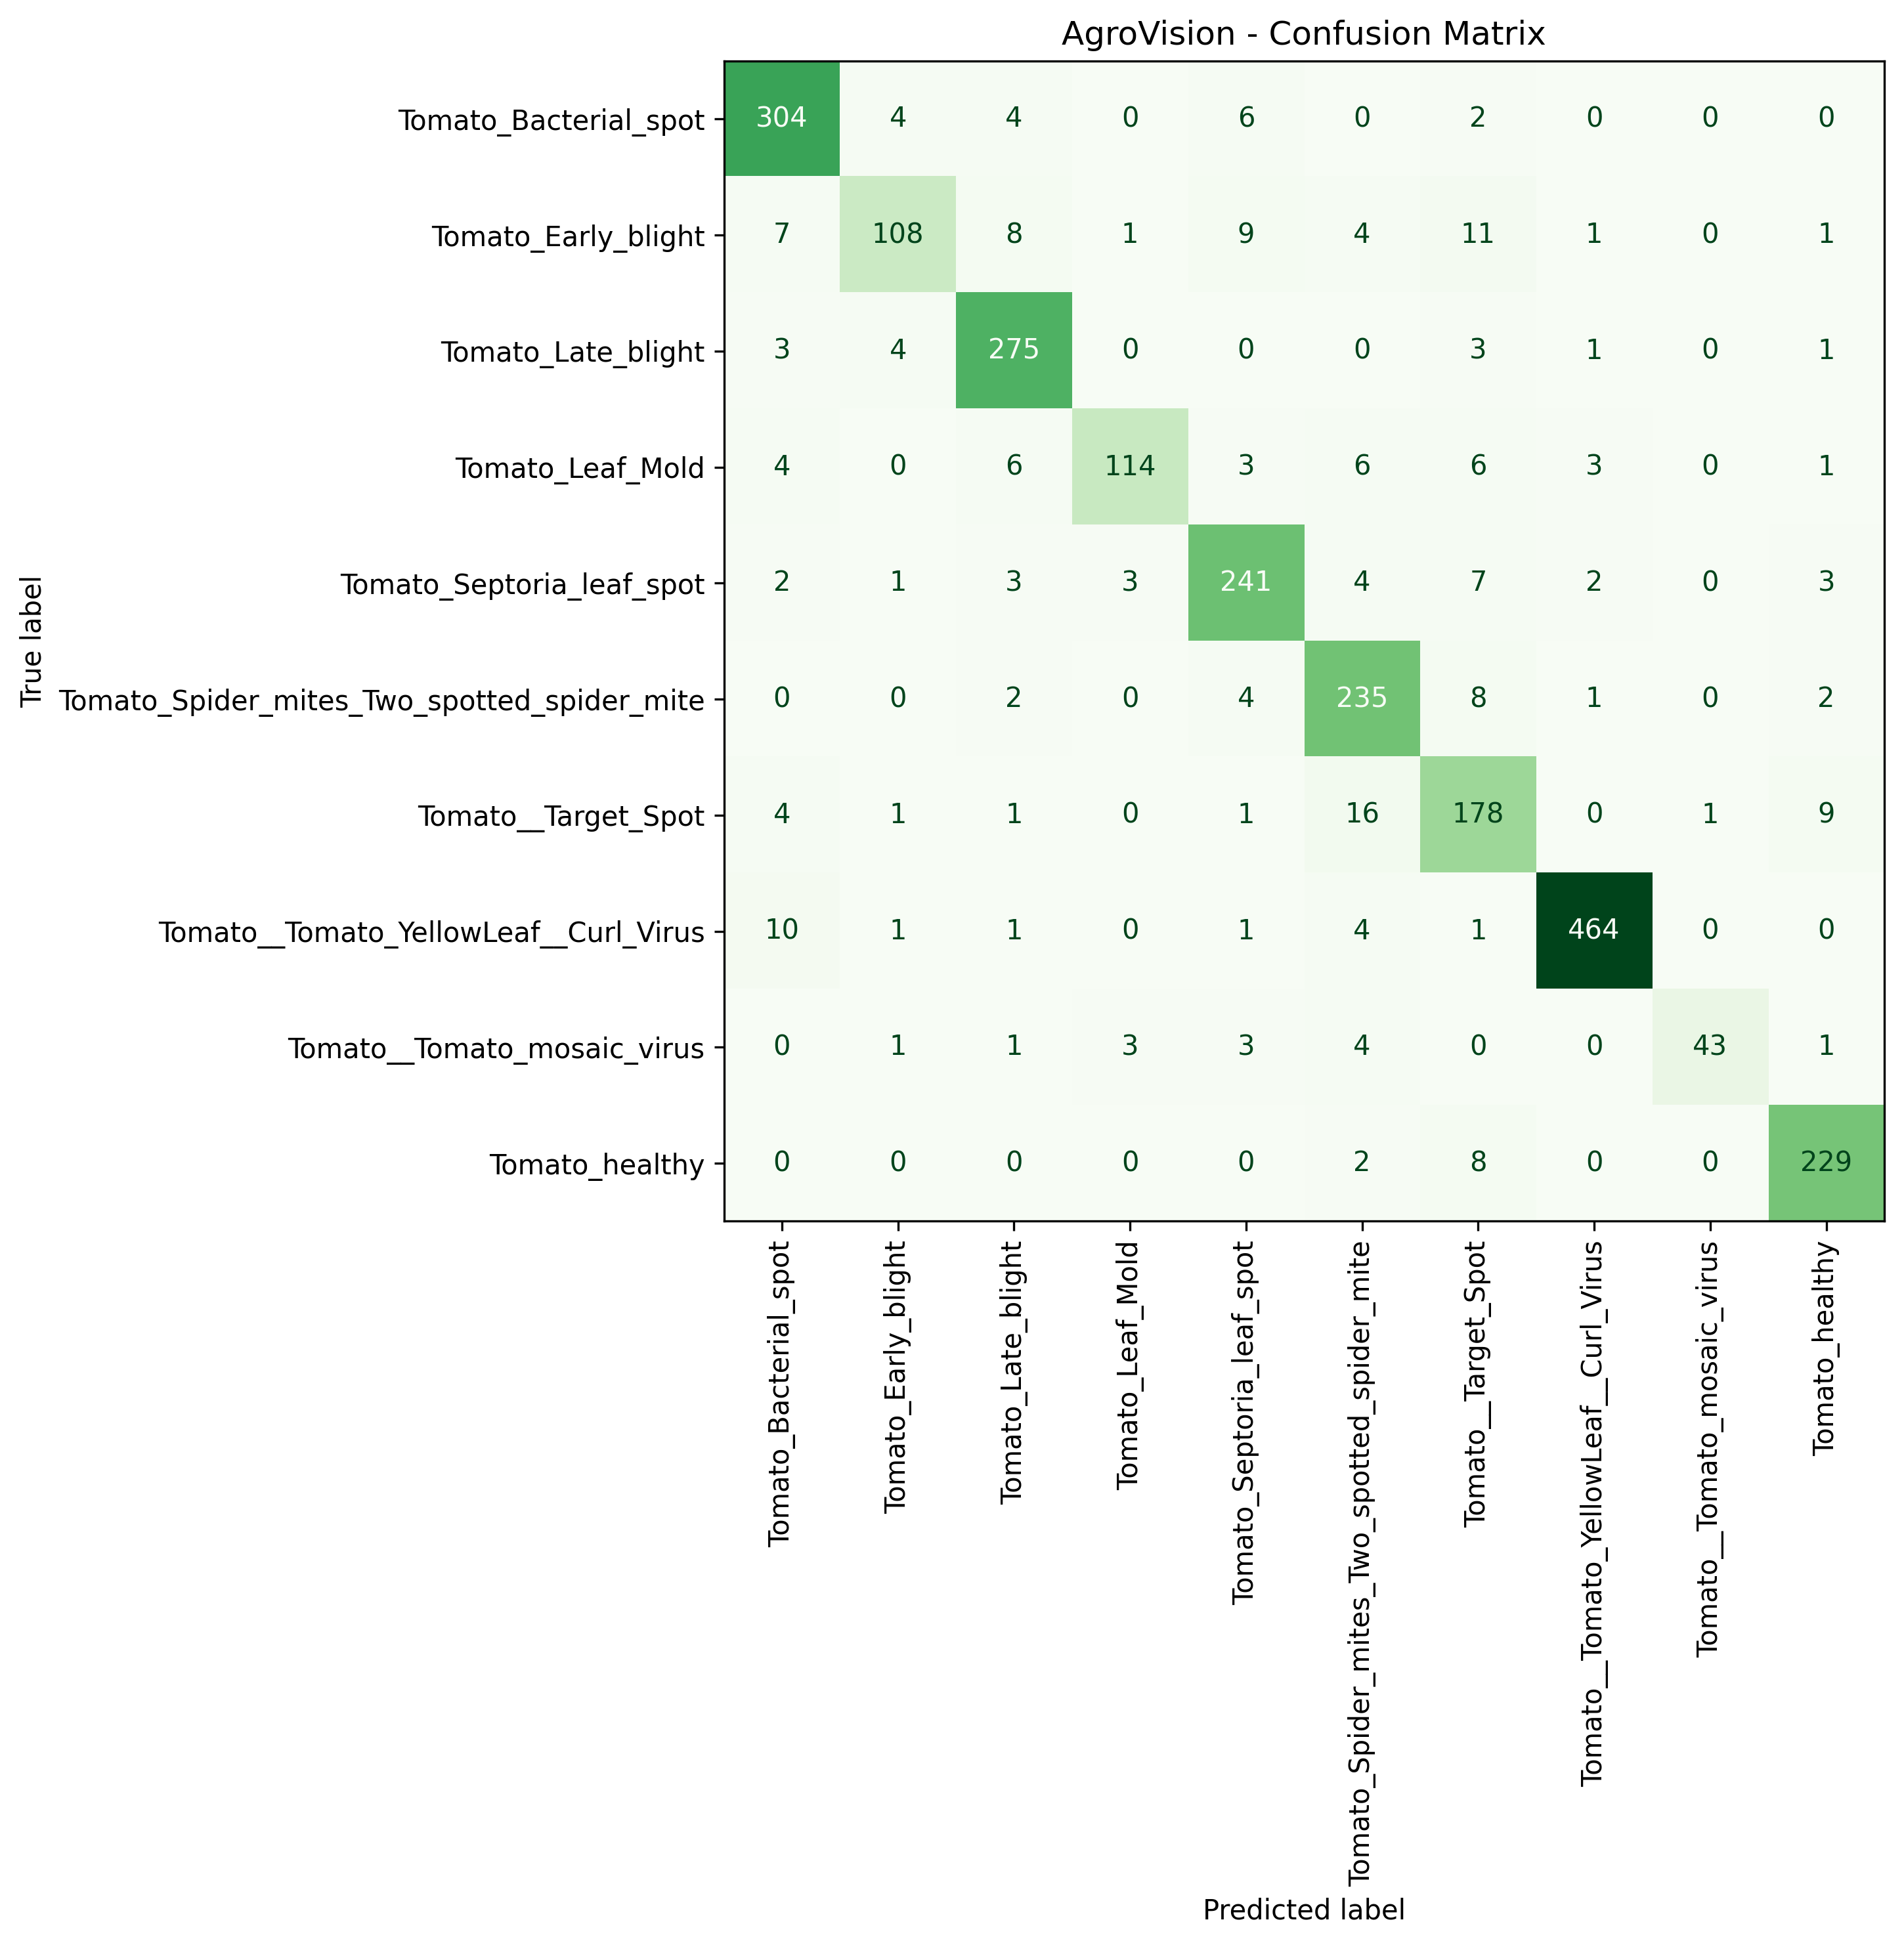 AgroVision - Confusion Matrix
True label
Tomato_Bacterial_spot 304 4 4 0 6 0 2 0 0 0
Tomato_Early_blight 7 108 8 1 9 4 11 1 0 1
Tomato_Late_blight 3 4 275 0 0 0 3 1 0 1
Tomato_Leaf_Mold 4 0 6 114 3 6 6 3 0 1
Tomato_Septoria_leaf_spot 2 1 3 3 241 4 7 2 0 3
Tomato_Spider_mites_Two_spotted_spider_mite 0 0 2 0 4 235 8 1 0 2
Tomato__Target_Spot 4 1 1 0 1 16 178 0 1 9
Tomato__Tomato_YellowLeaf__Curl_Virus 10 1 1 0 1 4 1 464 0 0
Tomato__Tomato_mosaic_virus 0 1 1 3 3 4 0 0 43 1
Tomato_healthy 0 0 0 0 0 2 8 0 0 229
Tomato_Bacterial_spot
Tomato_Early_blight
Tomato_Late_blight
Tomato_Leaf_Mold
Tomato_Septoria_leaf_spot
Tomato_Spider_mites_Two_spotted_spider_mite
Tomato__Target_Spot
Tomato__Tomato_YellowLeaf__Curl_Virus
Tomato__Tomato_mosaic_virus
Tomato_healthy
Predicted label